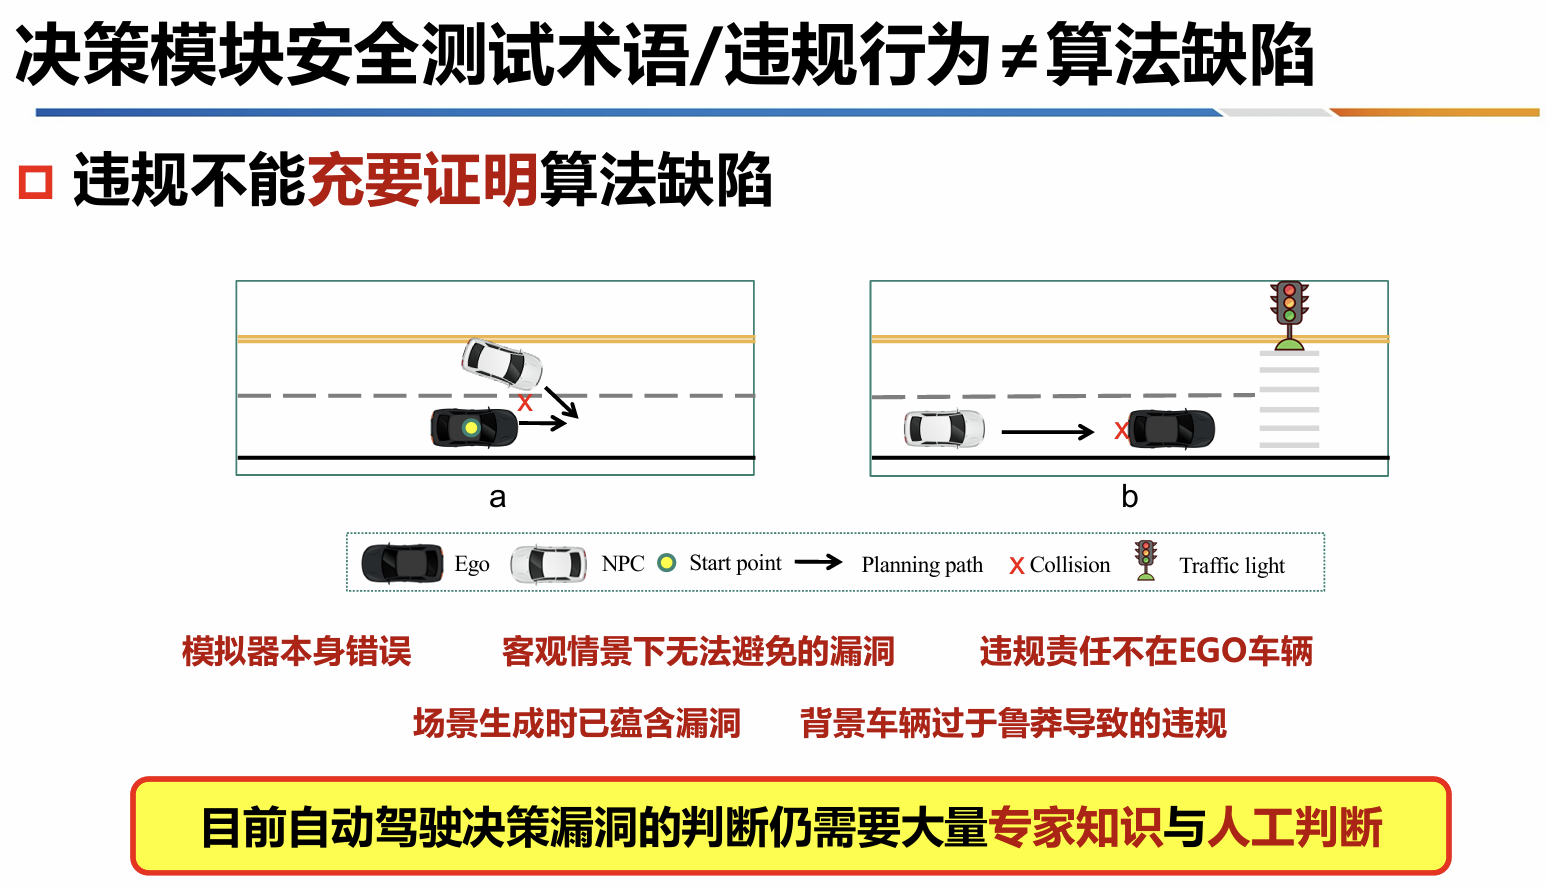 决策模块安全测试术语/违规行为≠算法缺陷
违规不能充要证明算法缺陷
x
x
a
b
Ego
NPC
Start point
Planning path
x Collision
Traffic light
模拟器本身错误
客观情景下无法避免的漏洞
违规责任不在EGO车辆
场景生成时已蕴含漏洞
背景车辆过于鲁莽导致的违规
目前自动驾驶决策漏洞的判断仍需要大量专家知识与人工判断